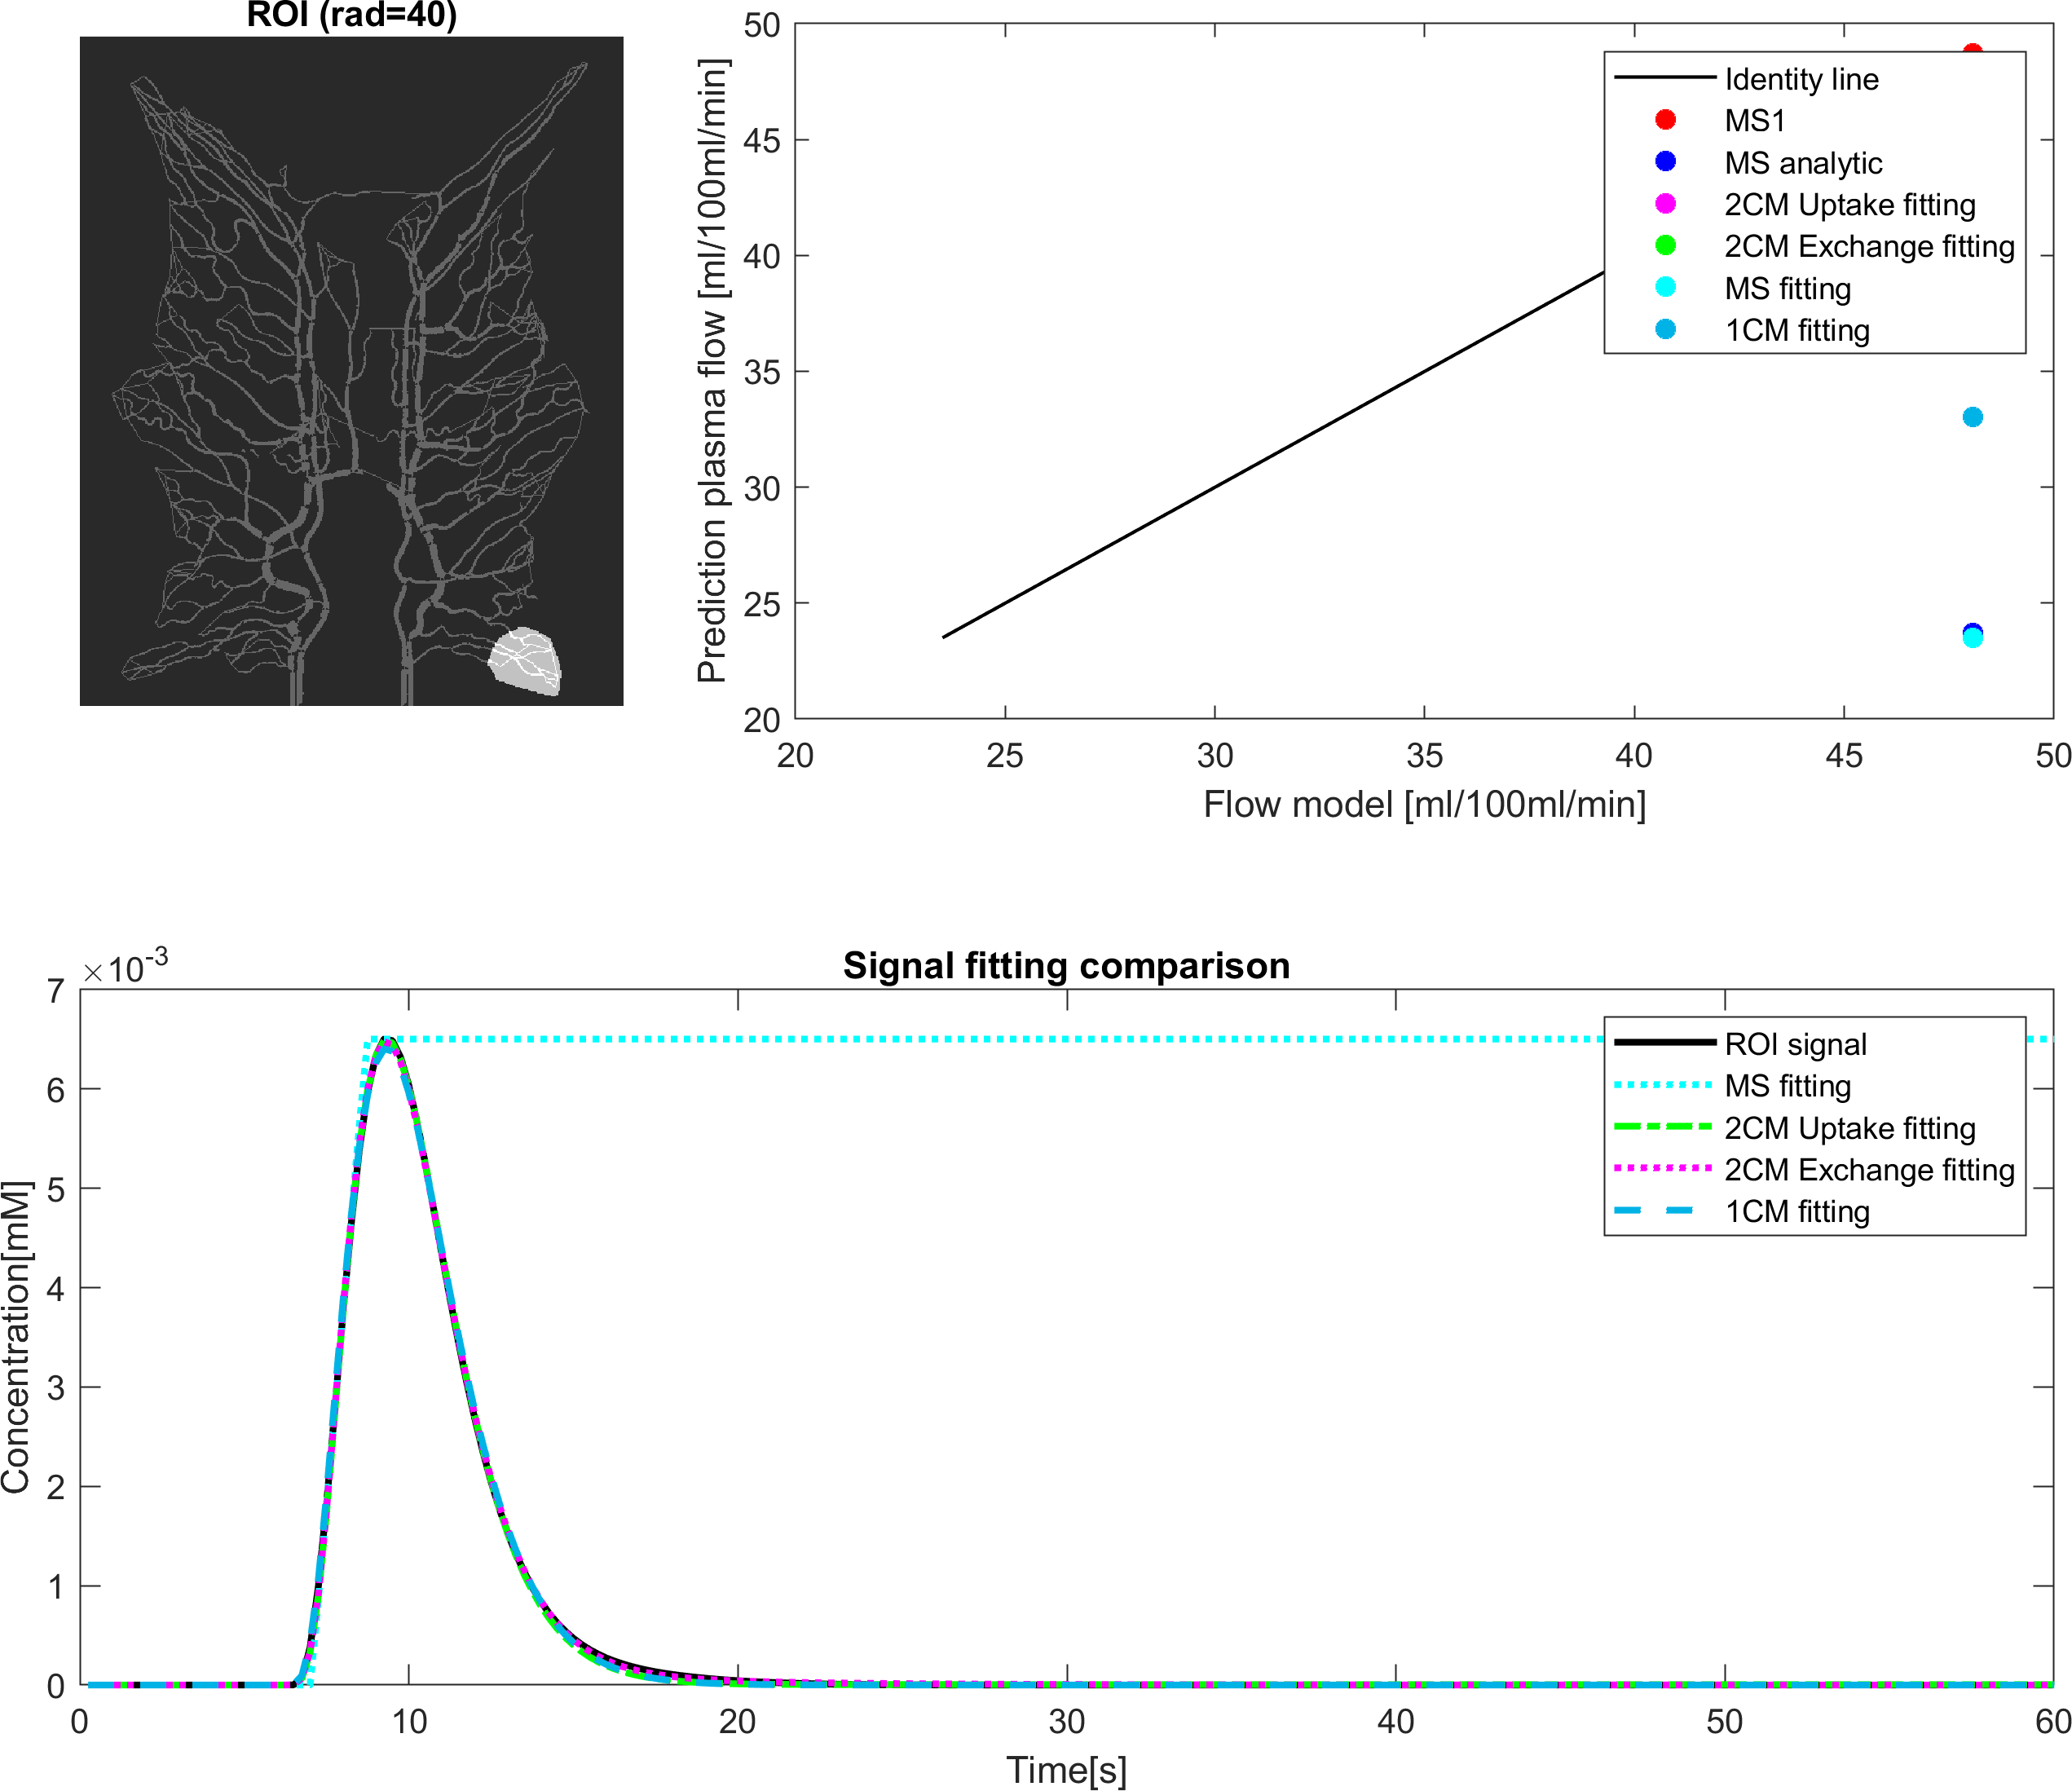 ROI (rad=40)
50
45
40
35
30
25
20
Prediction plasma flow [ml/100ml/min]
20 25 30 35 40 45 50
Flow model [ml/100ml/min]
Identity line
MS1
MS analytic
2CM Uptake fitting
2CM Exchange fitting
MS fitting
1CM fitting
Signal fitting comparison
×10-3
7
6
5
4
3
2
1
0
Concentration[mM]
0 10 20 30 40 50 60
Time[s]
ROI signal
MS fitting
2CM Uptake fitting
2CM Exchange fitting
1CM fitting